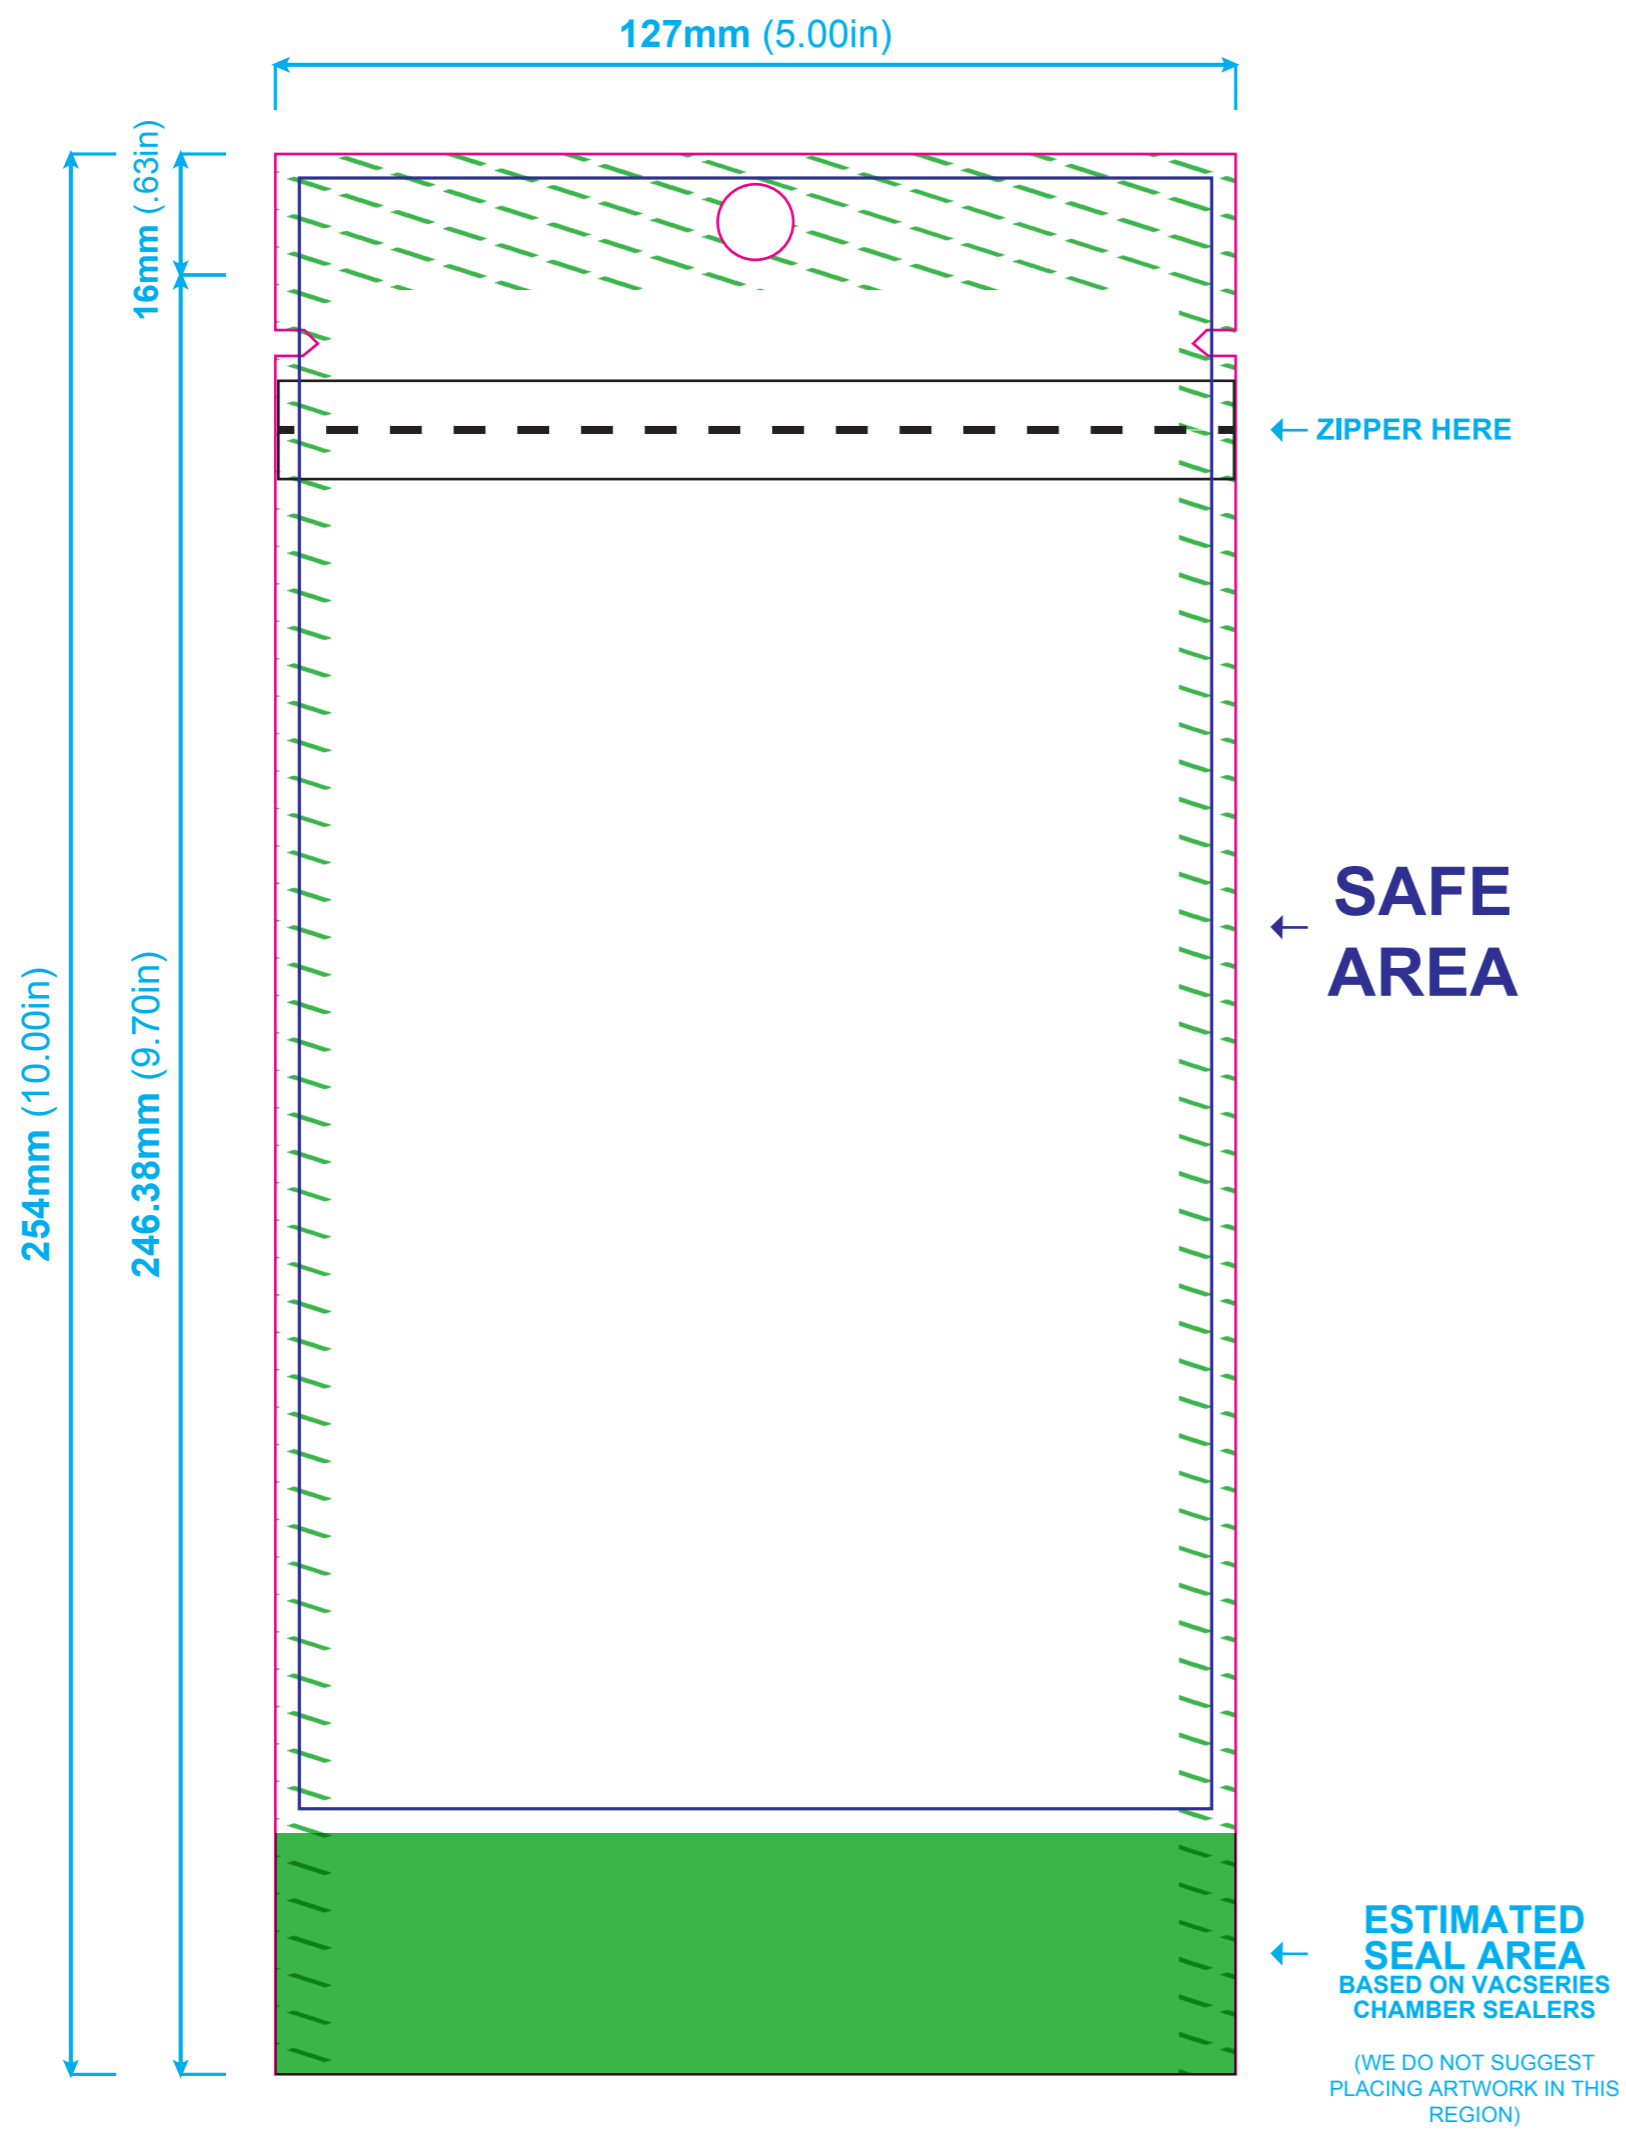 127mm (5.00in)
16mm (.63in)
ZIPPER HERE
SAFE
AREA
254mm (10.00in)
246.38mm (9.70in)
ESTIMATED
SEAL AREA
BASED ON VACSERIES
CHAMBER SEALERS
(WE DO NOT SUGGEST
PLACING ARTWORK IN THIS
REGION)